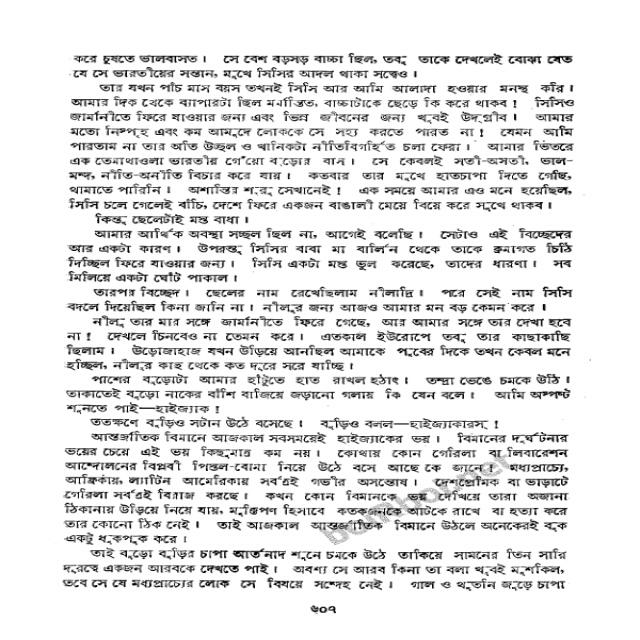 করে চুষতে ভালবাসত। সে বেশ বড়সড় বাচ্চা ছিল, তবু তাকে দেখলেই বোঝা যেত
যে সে ভারতীয়ের সন্তান, মুখে সিসির আদল থাকা সত্ত্বেও।
তার যখন পাঁচ মাস বয়স তখনই সিসি আর আমি আলাদা হওয়ার মনস্থ করি।
আমার দিক থেকে ব্যাপারটা ছিল মর্মান্তিক, বাচ্চাটাকে ছেড়ে কি করে থাকব! সিসিও
জার্মানীতে ফিরে যাওয়ার জন্য এবং ভিন্ন জীবনের জন্য খুবই উদগ্রীব। আমার
মতো নিস্পৃহ এবং কম আমুদে লোককে সে সহ্য করতে পারত না! যেমন আমি
পারতাম না তার অতি উচ্ছল ও খানিকটা নীতিবিগর্হিত চলা ফেরা। আমার ভিতরে
এক তেমাথাওলা ভারতীয় গেঁয়ো বুড়োর বাস। সে কেবলই সতী-অসতী, ভাল-
মন্দ, নীতি-অনীতি বিচার করে যায়। কতবার তার মুখে হাতচাপা দিতে গেছি,
থামাতে পারিনি। অশান্তির শুরু সেখানেই! এক সময়ে আমার এও মনে হয়েছিল,
সিসি চলে গেলেই বাঁচি, দেশে ফিরে একজন বাঙালী মেয়ে বিয়ে করে সুখে থাকব।
কিন্তু ছেলেটাই মস্ত বাধা।
আমার আর্থিক অবস্থা সচ্ছল ছিল না, আগেই বলেছি। সেটাও এই বিচ্ছেদের
আর একটা কারণ। উপরন্তু সিসির বাবা মা বার্লিন থেকে তাকে ক্রমাগত চিঠি
দিচ্ছিল ফিরে যাওয়ার জন্য। সিসি একটা মস্ত ভুল করেছে, তাদের ধারণা। সব
মিলিয়ে একটা ঘোঁট পাকাল।
তারপর বিচ্ছেদ। ছেলের নাম রেখেছিলাম নীলাদ্রি। পরে সেই নাম সিসি
বদলে দিয়েছিল কিনা জানি না। নীলুর জন্য আজও আমার মন বড় কেমন করে।
নীলু তার মার সঙ্গে জার্মানীতে ফিরে গেছে, আর আমার সঙ্গে তার দেখা হবে
না! দেখলে চিনবেও না তেমন করে। এতকাল ইউরোপে তবু তার কাছাকাছি
ছিলাম। উড়োজাহাজ যখন উড়িয়ে আনছিল আমাকে পুবের দিকে তখন কেবল মনে
হচ্ছিল, নীলুর কাছ থেকে কত দূরে সরে যাচ্ছি।
পাশের বুড়োটা আমার হাঁটুতে হাত রাখল হঠাৎ। তন্দ্রা ভেঙে চমকে উঠি।
তাকাতেই বুড়ো নাকের বাঁশি বাজিয়ে জড়ানো গলায় কি যেন বলে। আমি অস্পষ্ট
শুনতে পাই—হাইজ্যাক!
ততক্ষণে বুড়িও সটান উঠে বসেছে। বুড়িও বলল—হাইজ্যাকারস্!
আন্তর্জাতিক বিমানে আজকাল সবসময়েই হাইজ্যাকের ভয়। বিমানের দুর্ঘটনার
ভয়ের চেয়ে এই ভয় কিছুমাত্র কম নয়। কোথায় কোন গেরিলা বা লিবারেশন
আন্দোলনের বিপ্লবী পিস্তল-বোমা নিয়ে উঠে বসে আছে কে জানে! মধ্যপ্রাচ্যে,
আফ্রিকায়, ল্যাটিন আমেরিকায় সর্বত্রই গভীর অসন্তোষ। দেশপ্রেমিক বা ভাড়াটে
গেরিলা সর্বত্রই বিরাজ করছে। কখন কোন বিমানকে ভয় দেখিয়ে তারা অজানা
ঠিকানায় উড়িয়ে নিয়ে যায়, মুক্তিপণ হিসাবে কতকজনকে আটকে রাখে বা হত্যা করে
তার কোনো ঠিক নেই। তাই আজকাল আন্তর্জাতিক বিমানে উঠলে অনেকেরই বুক
একটু ধুকপুক করে।
তাই বুড়ো বুড়ির চাপা আর্তনাদ শুনে চমকে উঠে তাকিয়ে সামনের তিন সারি
দূরত্বে একজন আরবকে দেখতে পাই। অবশ্য সে আরব কিনা তা বলা খুবই মুশকিল,
তবে সে যে মধ্যপ্রাচ্যের লোক সে বিষয়ে সন্দেহ নেই। গাল ও থুতনি জুড়ে চাপা
৬০৭